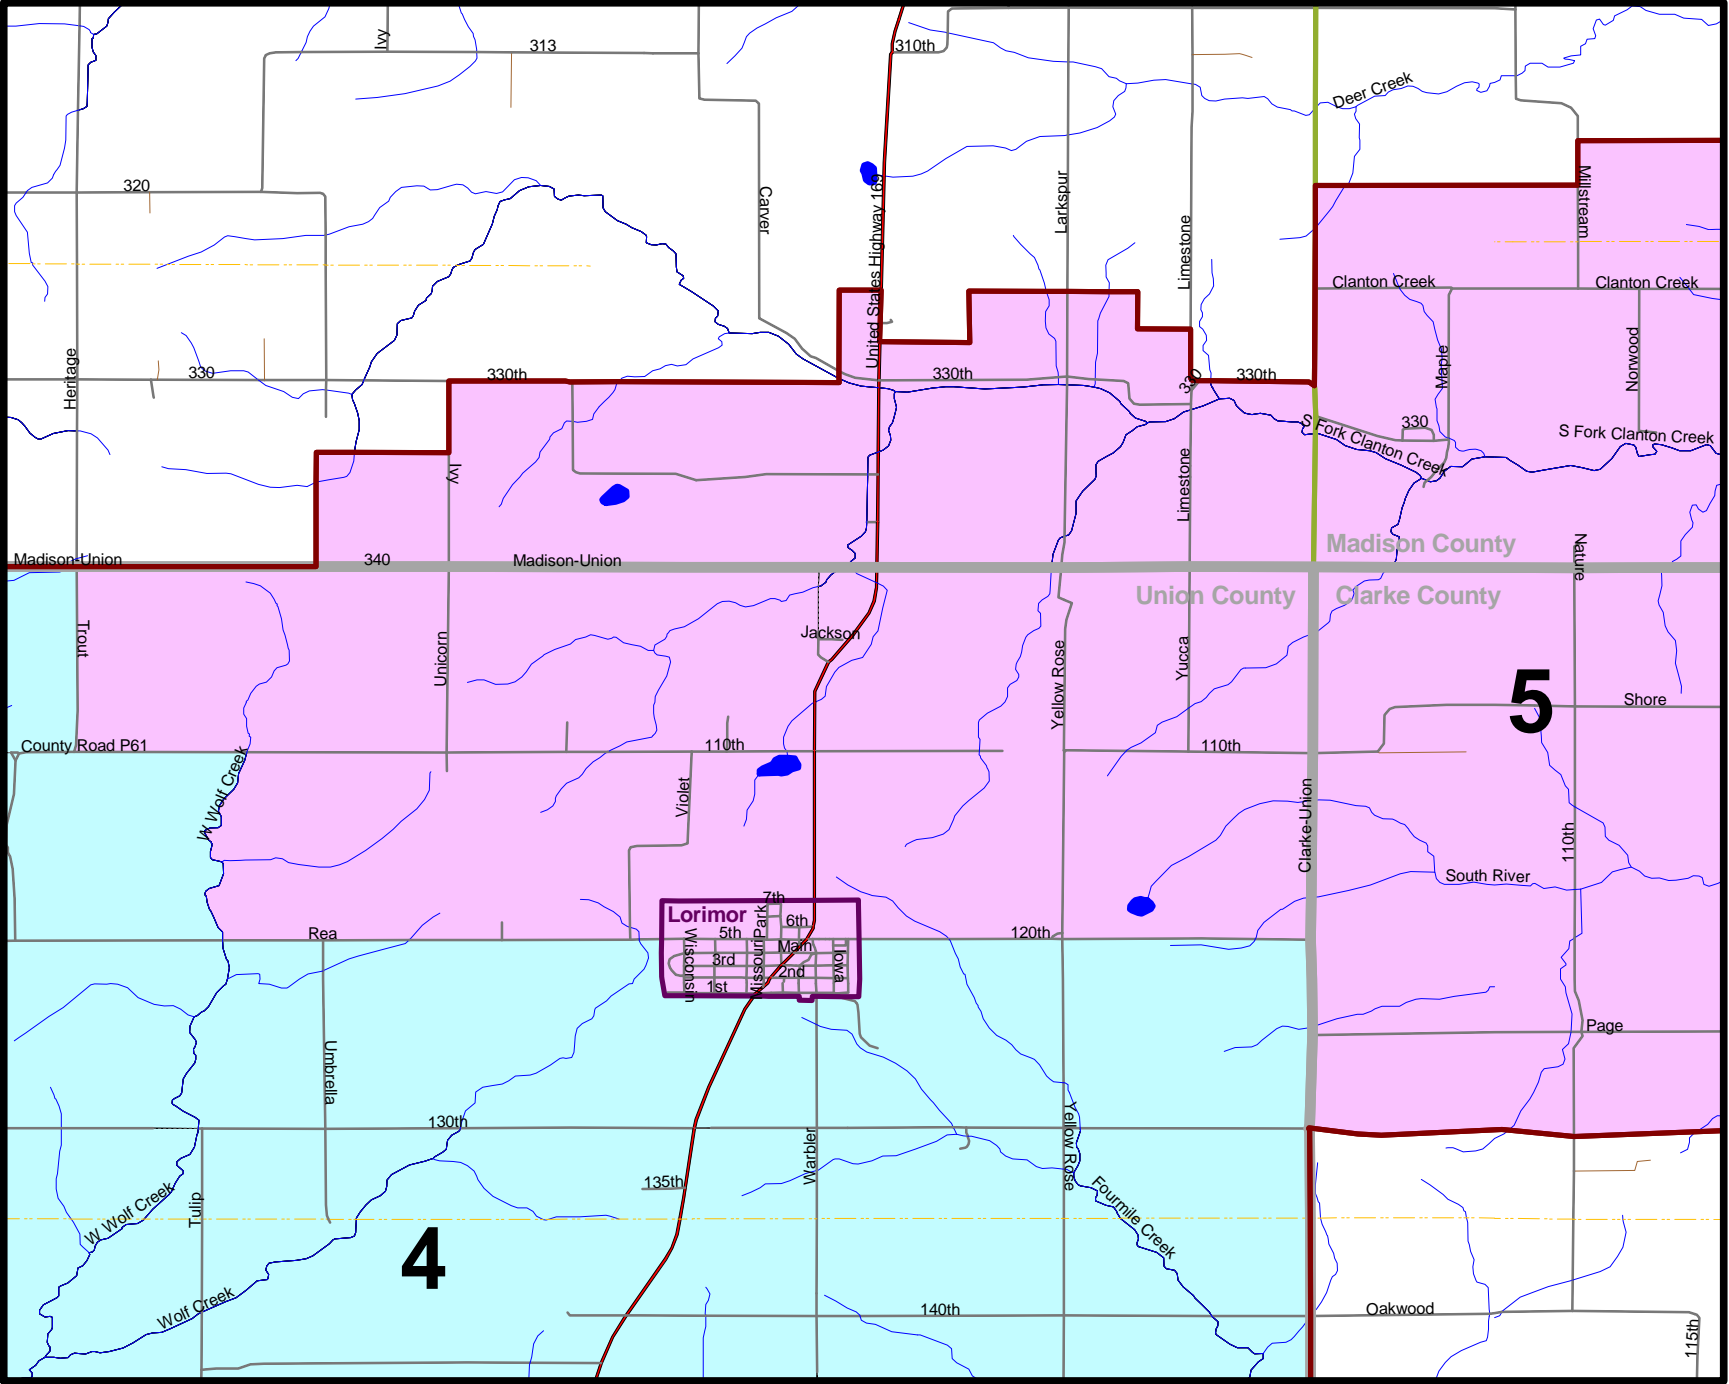 Ivy
313
310th
Deer Creek
320
Carver
United States Highway 169
Larkspur
Limestone
Millstream
Clanton Creek
Clanton Creek
Heritage
330
330th
330th
330
330th
Maple
Norwood
S Fork Clanton Creek
330
S Fork Clanton Creek
Ivy
Limestone
Madison-Union
340
Madison-Union
Madison County
Nature
Union County
Clarke County
Trout
Unicorn
Jackson
Yellow Rose
Yucca
5
Shore
County Road P61
110th
110th
W Wolf Creek
Violet
Clarke-Union
110th
South River
7th
Lorimor
Park
6th
Rea
5th
120th
Wisconsin
Missouri
Main
Iowa
3rd
2nd
1st
Page
Umbrella
130th
Yellow Rose
Warbler
135th
W Wolf Creek
Tulip
Fourmile Creek
4
Wolf Creek
140th
Oakwood
115th